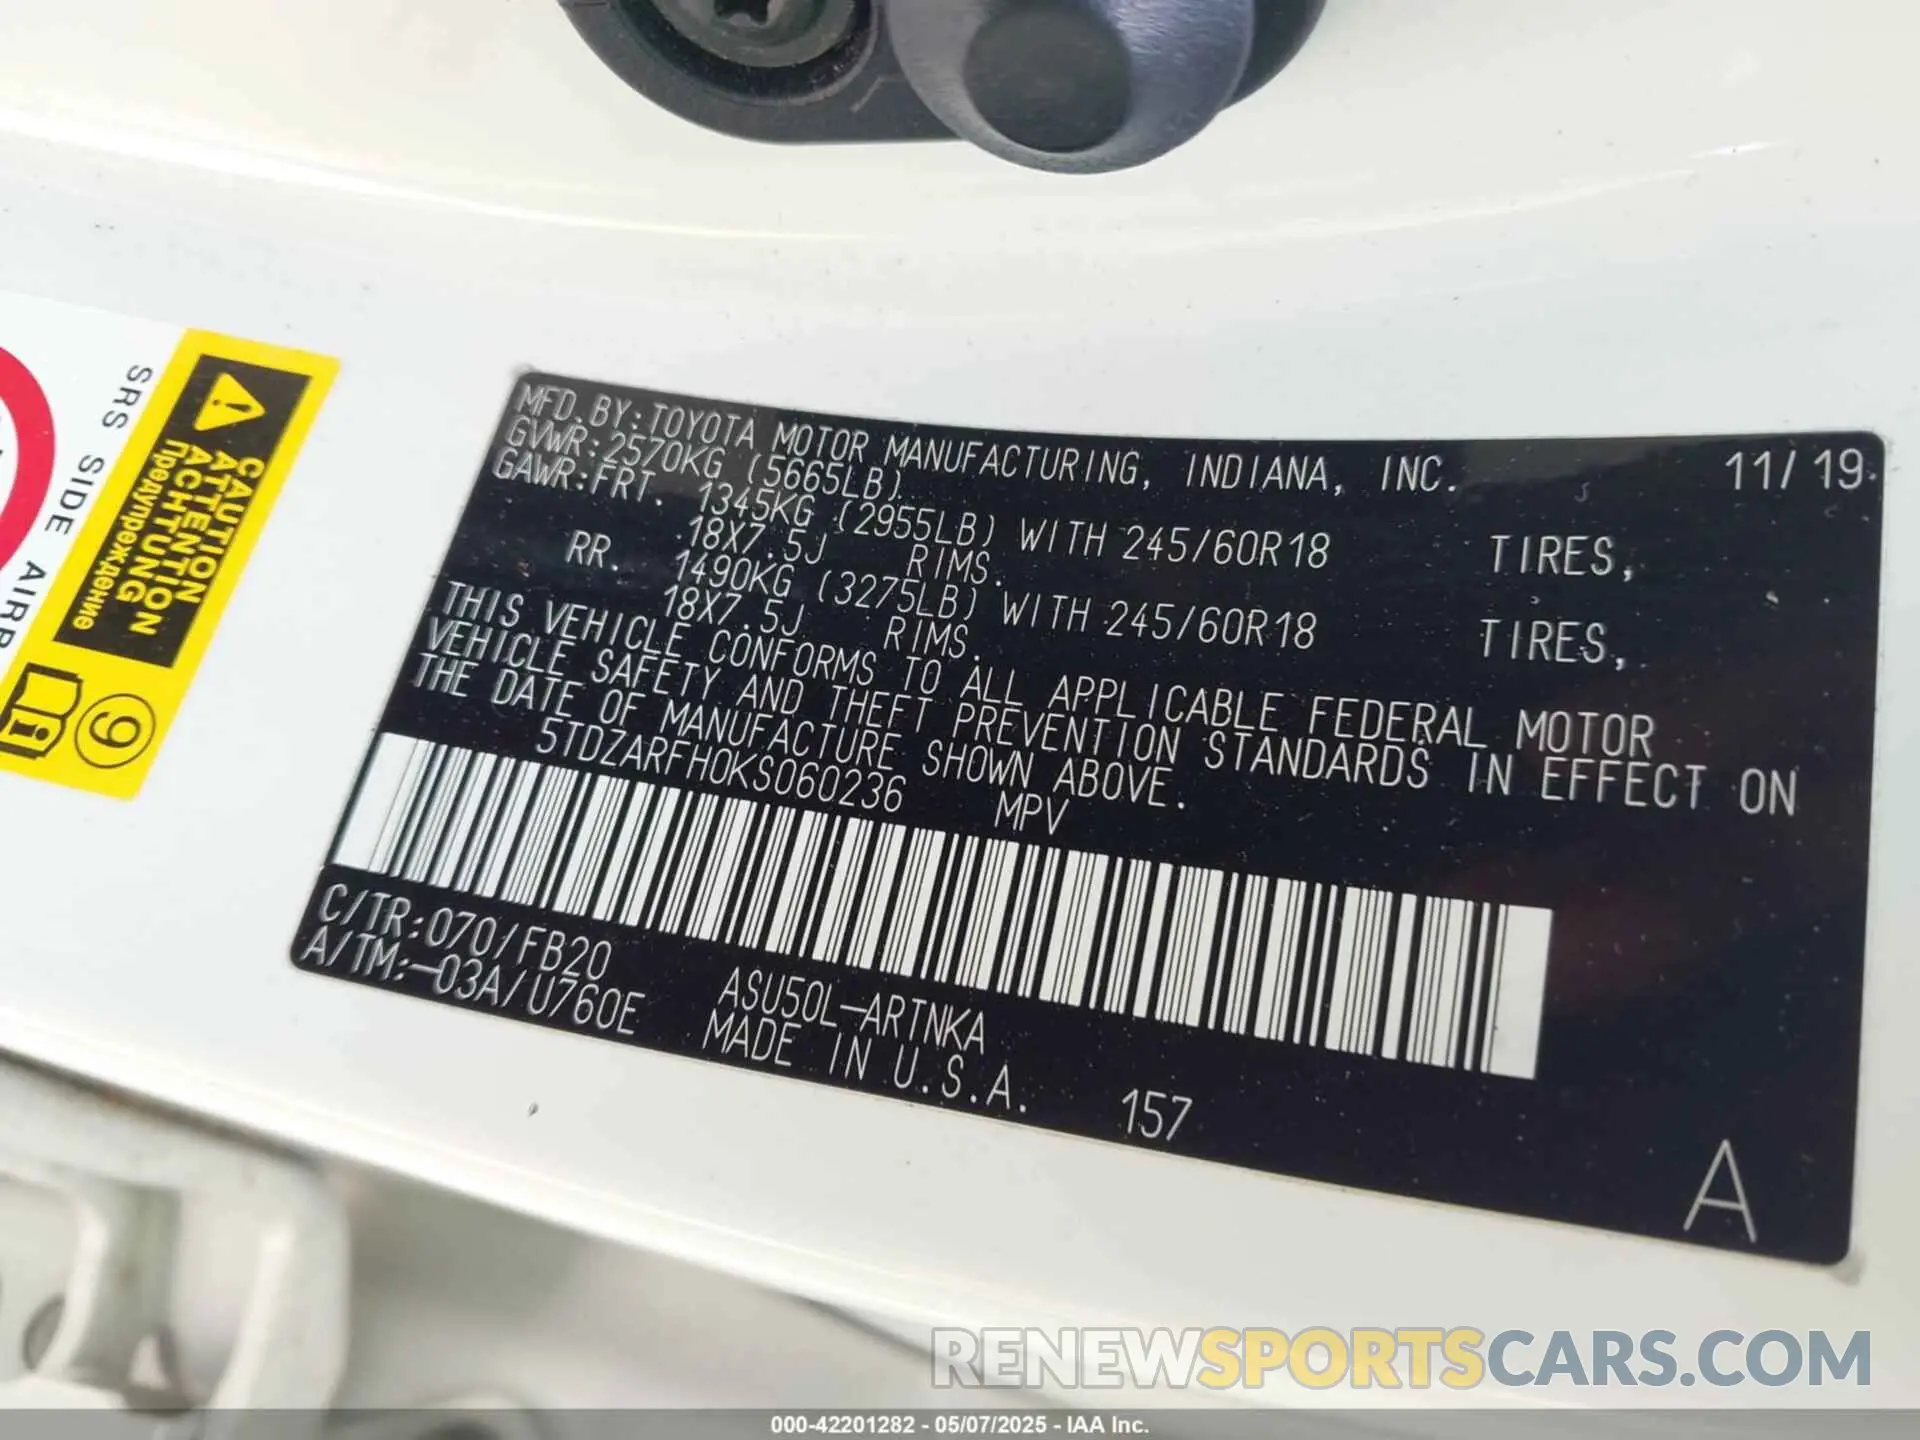 MFD. BY: TOYOTA MOTOR MANUFACTURING, INDIANA, INC. 11/19
GVWR: 2570KG (5665LB)
GAWR: FRT. 1345KG (2955LB) WITH 245/60R18 TIRES,
18X7.5J RIMS.
RR. 1490KG (3275LB) WITH 245/60R18 TIRES,
18X7.5J RIMS.
THIS VEHICLE CONFORMS TO ALL APPLICABLE FEDERAL MOTOR
VEHICLE SAFETY AND THEFT PREVENTION STANDARDS IN EFFECT ON
THE DATE OF MANUFACTURE SHOWN ABOVE.
5TDZARFH0KS060236 MPV
C/TR: 070/FB20
A/TM:-03A/U760E
ASU50L-ARTNKA
MADE IN U.S.A.
157
A
CAUTION
ATTENTION
ACHTUNG
Предупреждение
9
SRS SIDE
RENEWSPORTSCARS.COM
000-42201282 - 05/07/2025 - IAA Inc.